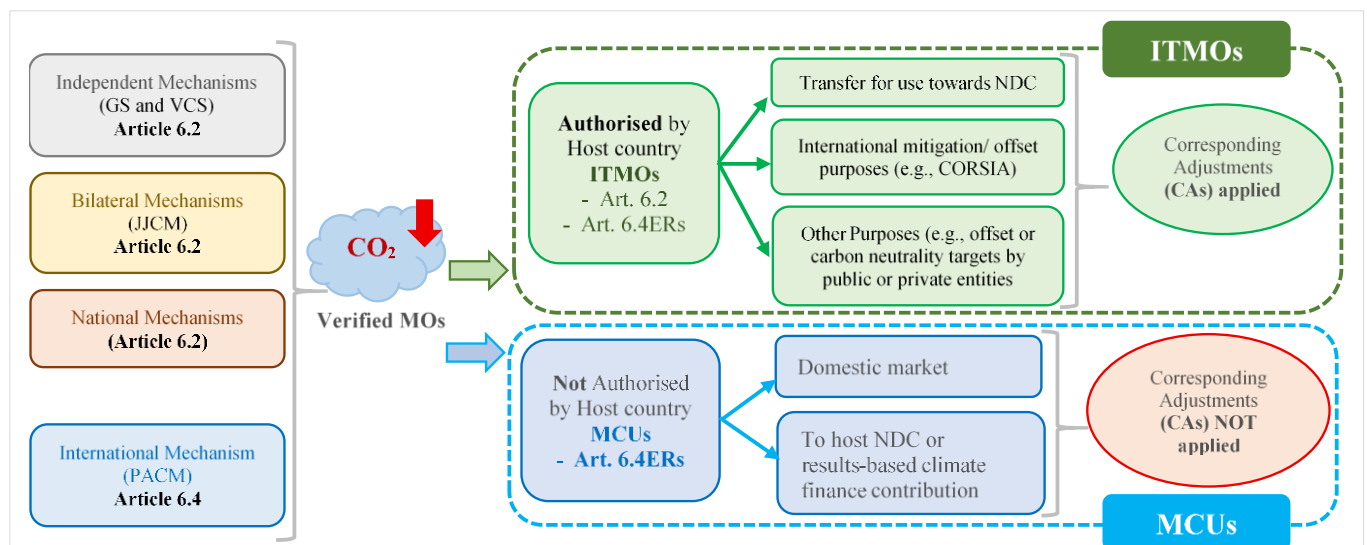 Independent Mechanisms
(GS and VCS)
Article 6.2
Bilateral Mechanisms
(JJCM)
Article 6.2
National Mechanisms
(Article 6.2)
International Mechanism
(PACM)
Article 6.4
CO₂
Verified MOs
ITMOs
Authorised by
Host country
ITMOs
- Art. 6.2
- Art. 6.4ERs
Transfer for use towards NDC
International mitigation/ offset
purposes (e.g., CORSIA)
Other Purposes (e.g., offset or
carbon neutrality targets by
public or private entities
Corresponding
Adjustments
(CAs) applied
Not Authorised
by Host country
MCUs
- Art. 6.4ERs
Domestic market
To host NDC or
results-based climate
finance contribution
Corresponding
Adjustments
(CAs) NOT
applied
MCUs